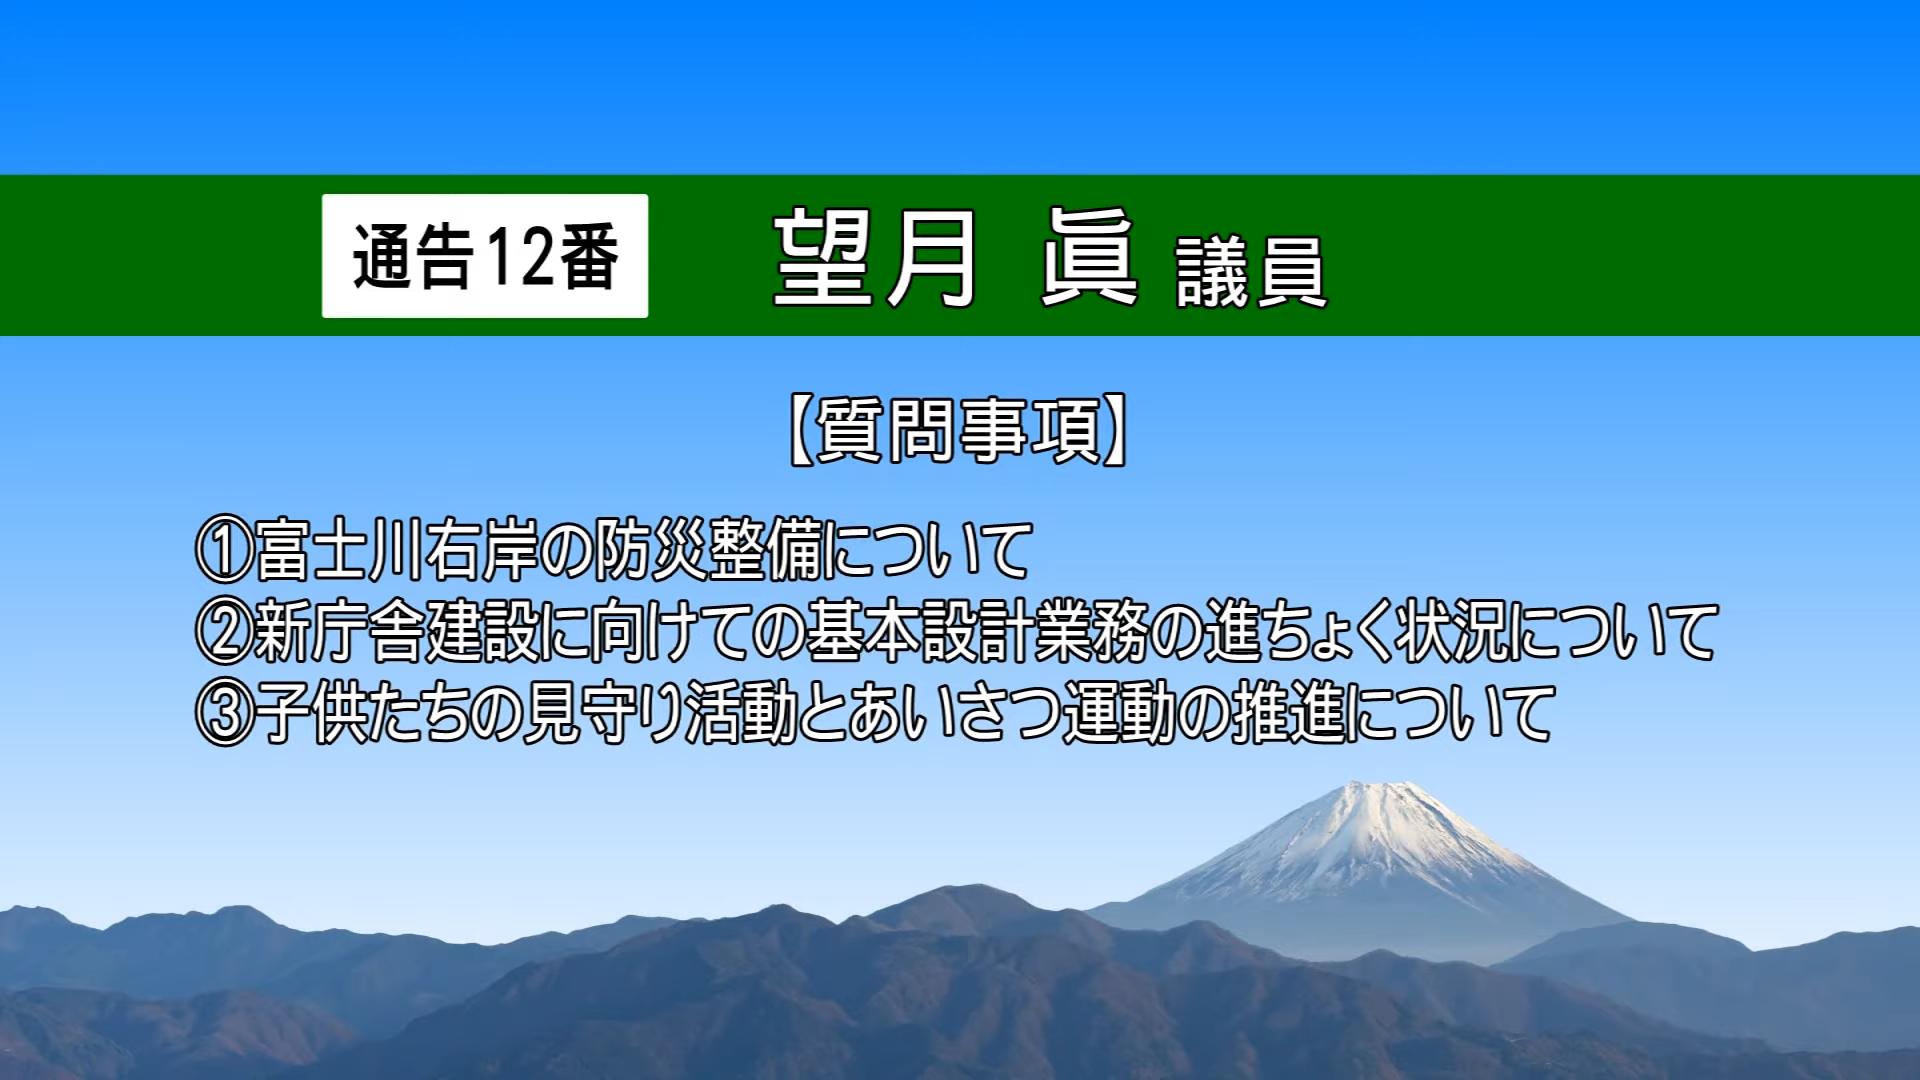 通告12番
望月 眞 議員
【質問事項】
①富士川右岸の防災整備について
②新庁舎建設に向けての基本設計業務の進ちょく状況について
③子供たちの見守り活動とあいさつ運動の推進について